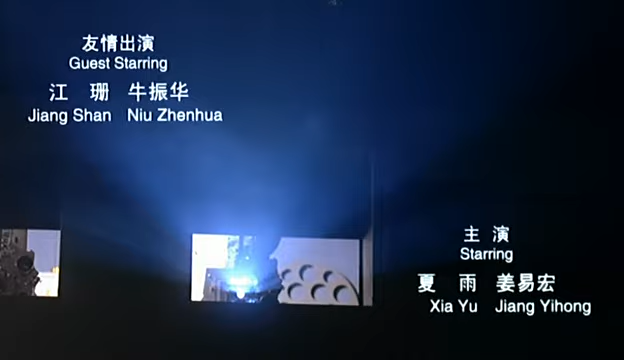 友情出演
Guest Starring
江 珊 牛振华
Jiang Shan Niu Zhenhua
主 演
Starring
夏 雨 姜易宏
Xia Yu Jiang Yihong